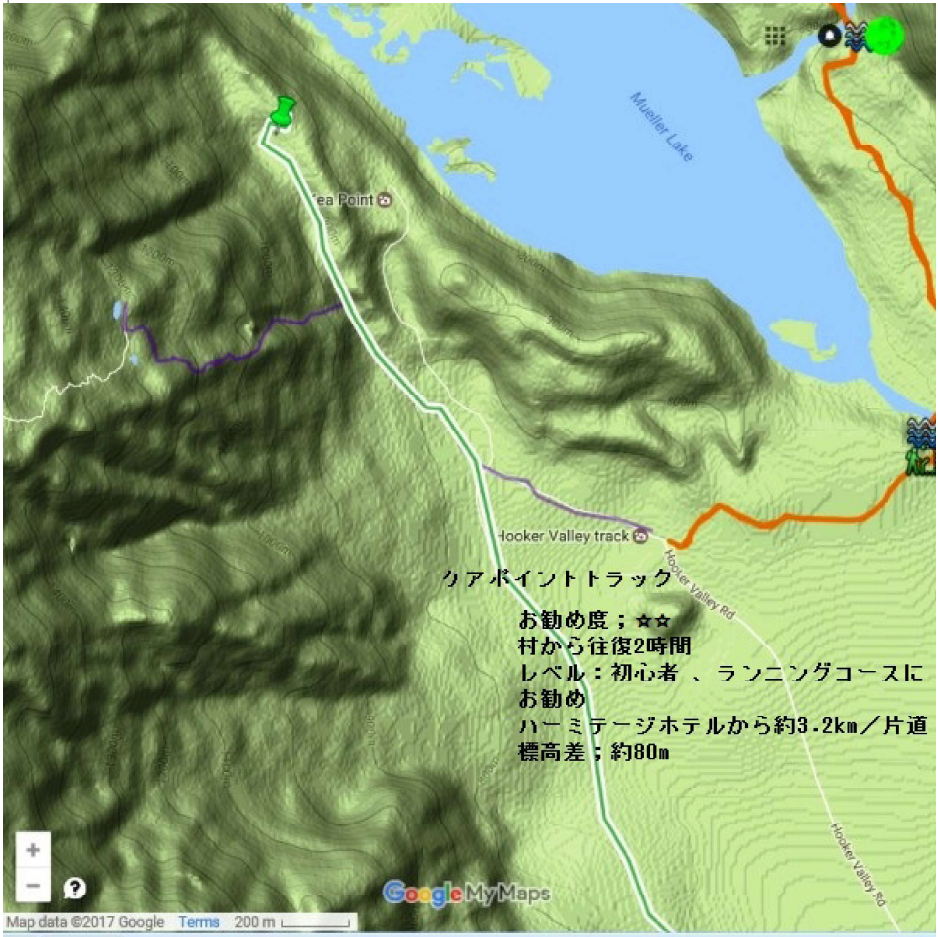 Mueller Lake
ea Point
Hooker Valley track
Hooker Valley Rd
ケアポイントトラック
お勧め度；☆☆
村から往復2時間
レベル：初心者 、ランニングコースに
お勧め
ハーミテージホテルから約3.2km／片道
標高差；約80m
Hooker Valley Rd
+
−
?
Google My Maps
Map data ©2017 Google Terms 200 m